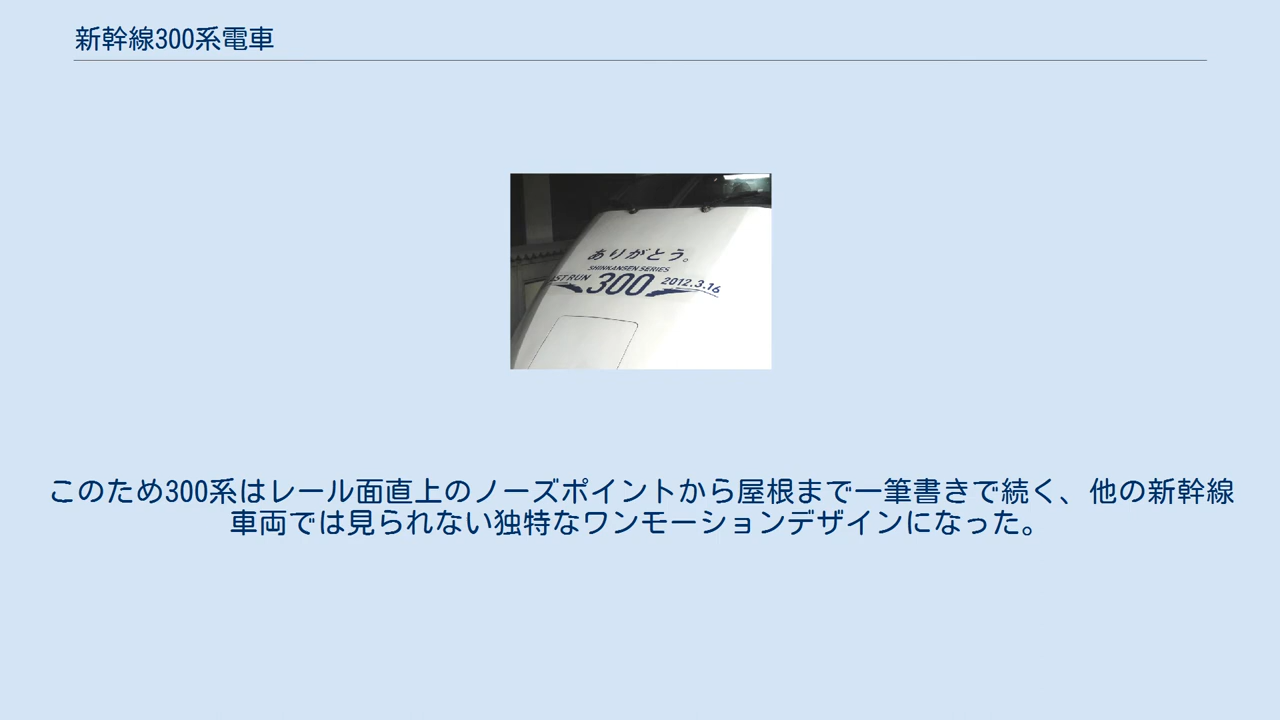 新幹線300系電車
ありがとう。
SHINKANSEN SERIES
300 2012.3.16
このため300系はレール面直上のノーズポイントから屋根まで一筆書きで続く、他の新幹線
車両では見られない独特なワンモーションデザインになった。